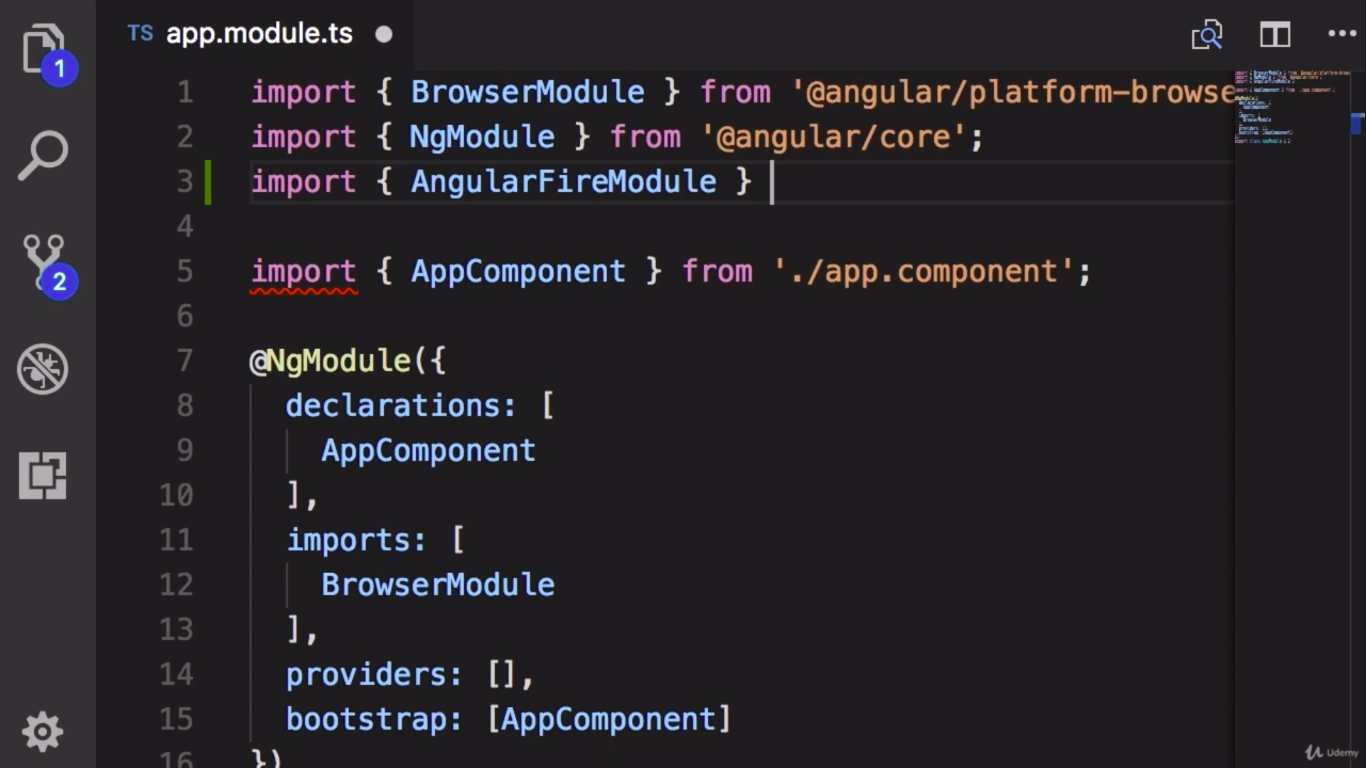 TS app.module.ts
1
2
1 import { BrowserModule } from '@angular/platform-browse
2 import { NgModule } from '@angular/core';
3 import { AngularFireModule }
4
5 import { AppComponent } from './app.component';
6
7 @NgModule({
8 declarations: [
9 AppComponent
10 ],
11 imports: [
12 BrowserModule
13 ],
14 providers: [],
15 bootstrap: [AppComponent]
16 })
Udemy